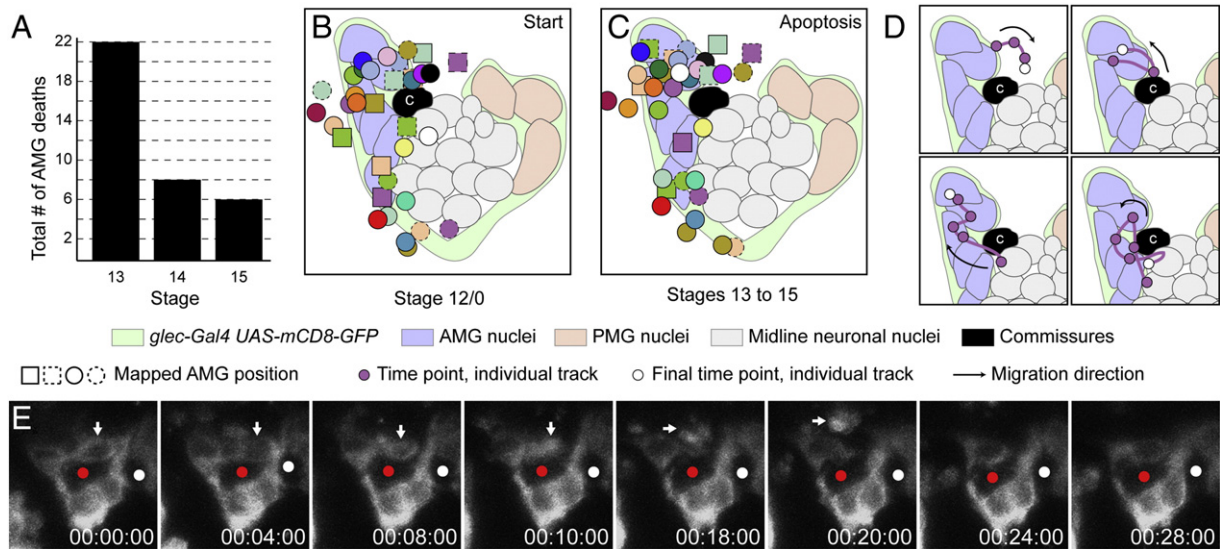 A
Total # of AMG deaths
22
18
14
10
6
2
13
14
15
Stage
B
Start
C
Stage 12/0
C
Apoptosis
C
Stages 13 to 15
D
C
C
C
C
glec-Gal4 UAS-mCD8-GFP
AMG nuclei
PMG nuclei
Midline neuronal nuclei
Commissures
Mapped AMG position
Time point, individual track
Final time point, individual track
Migration direction
E
00:00:00
00:04:00
00:08:00
00:10:00
00:18:00
00:20:00
00:24:00
00:28:00